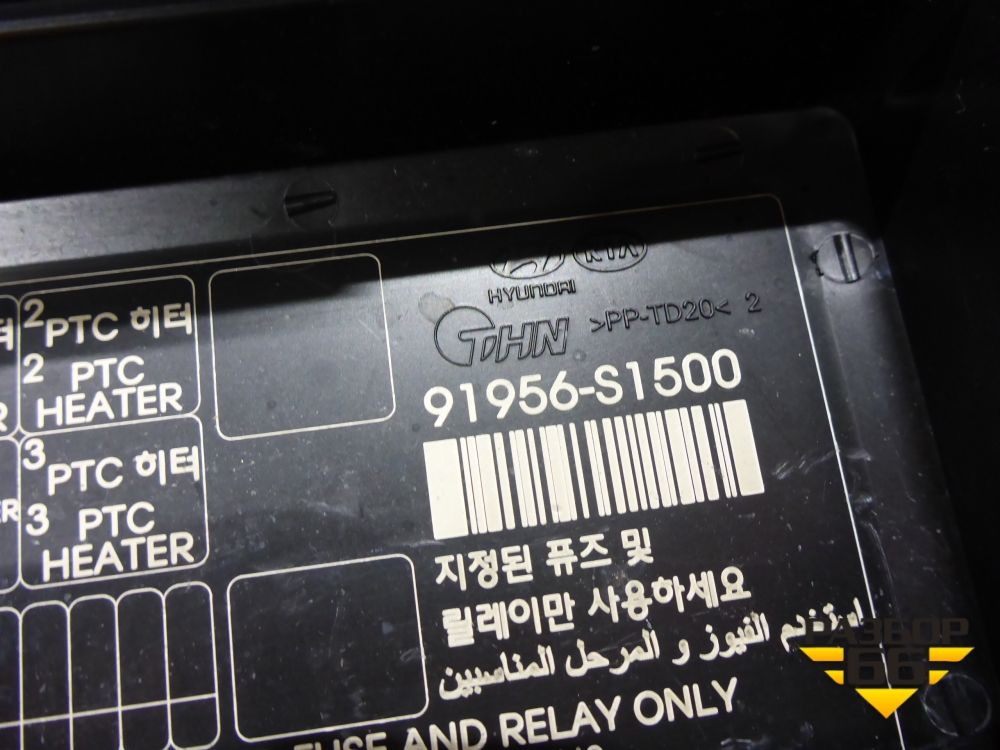 2 PTC 히터
2 PTC
HEATER
3 PTC 히터
3 PTC
HEATER
HYUNDAI
KIA
THN >PP-TD20< 2
91956-S1500
지정된 퓨즈 및
릴레이만 사용하세요
استخدم الفيوز و المرحل المناسبين
FUSE AND RELAY ONLY
РАЗБОР
66